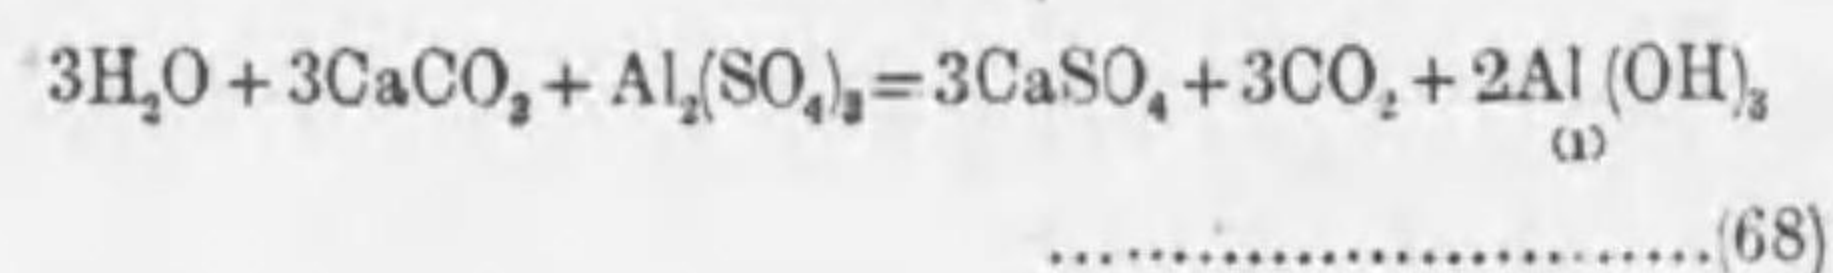 3H₂O + 3CaCO₃ + Al₂(SO₄)₃ = 3CaSO₄ + 3CO₂ + 2Al (OH)₃
(1)
.................................(68)